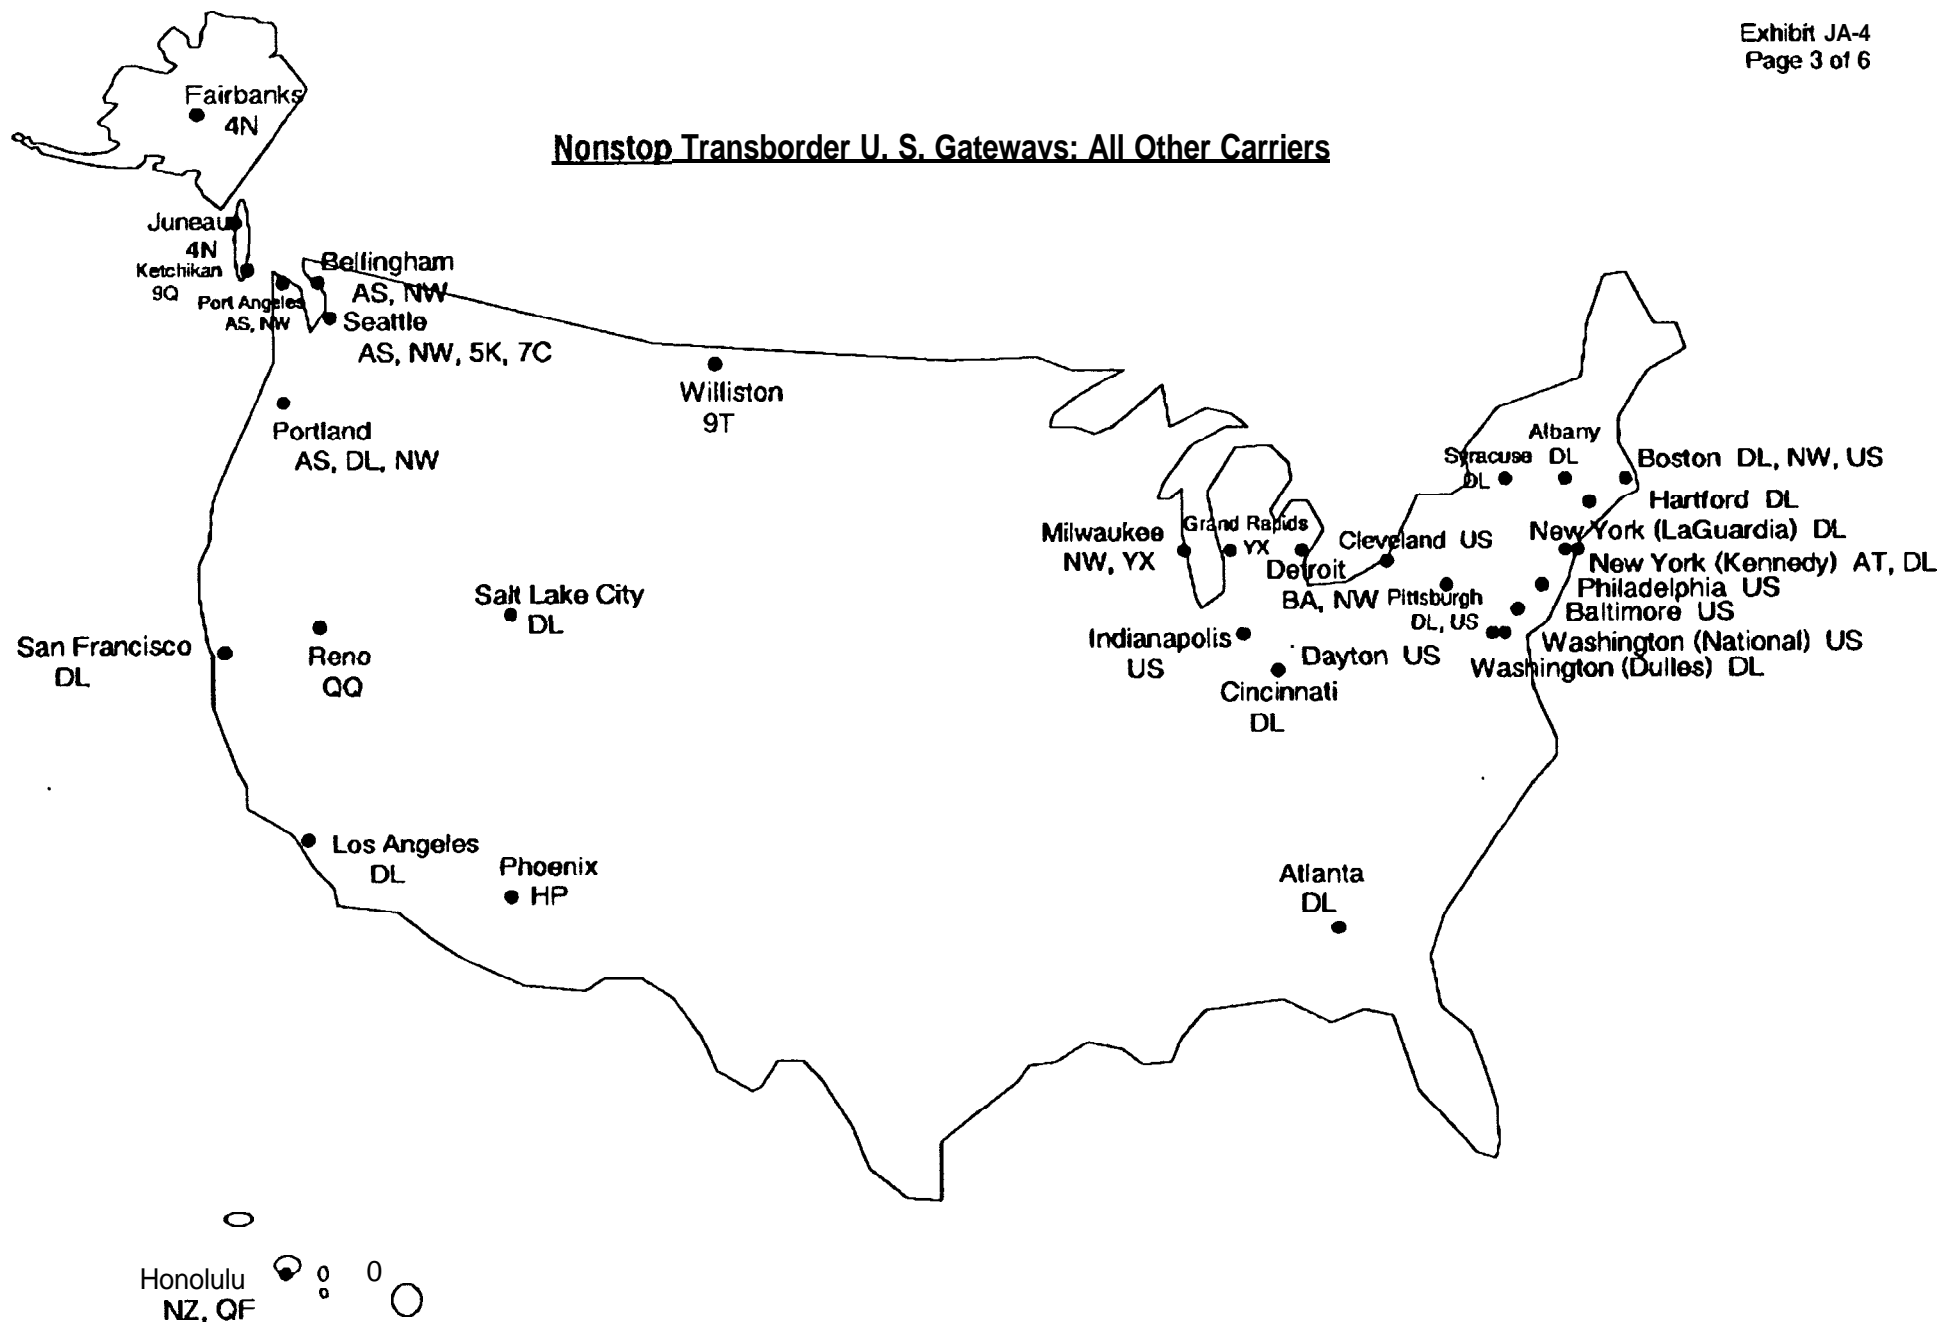 Exhibit JA-4
Page 3 of 6
Nonstop Transborder U. S. Gateways: All Other Carriers
Fairbanks
4N
Juneau
4N
Ketchikan
9Q
Port Angeles
AS, NW
Bellingham
AS, NW
Seattle
AS, NW, 5K, 7C
Portland
AS, DL, NW
Williston
9T
Milwaukee
NW, YX
Grand Rapids
YX
Detroit
BA, NW
Cleveland US
Pittsburgh
DL, US
Syracuse
DL
Albany
DL
Boston DL, NW, US
Hartford DL
New York (LaGuardia) DL
New York (Kennedy) AT, DL
Philadelphia US
Baltimore US
Washington (National) US
Washington (Dulles) DL
Indianapolis
US
Dayton US
Cincinnati
DL
Salt Lake City
DL
San Francisco
DL
Reno
QQ
Los Angeles
DL
Phoenix
HP
Atlanta
DL
Honolulu
NZ, QF